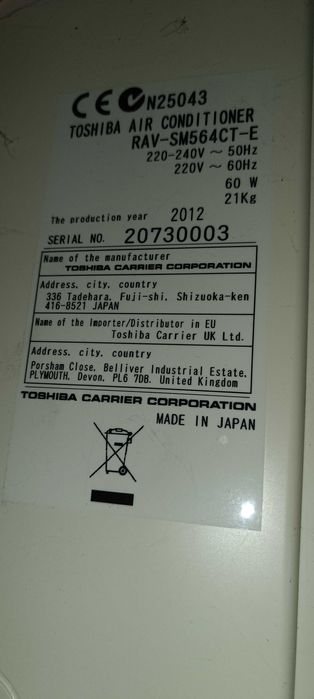 CE N25043
TOSHIBA AIR CONDITIONER
RAV-SM564CT-E
220-240V ~ 50Hz
220V ~ 60Hz
60 W
21Kg
The production year 2012
SERIAL NO. 20730003
Name of the manufacturer
TOSHIBA CARRIER CORPORATION
Address, city, country
336 Tadehara, Fuji-shi, Shizuoka-ken
416-8521 JAPAN
Name of the Importer/Distributor in EU
Toshiba Carrier UK Ltd.
Address, city, country
Porsham Close, Belliver Industrial Estate,
PLYMOUTH, Devon, PL6 7DB, United Kingdom
TOSHIBA CARRIER CORPORATION
MADE IN JAPAN